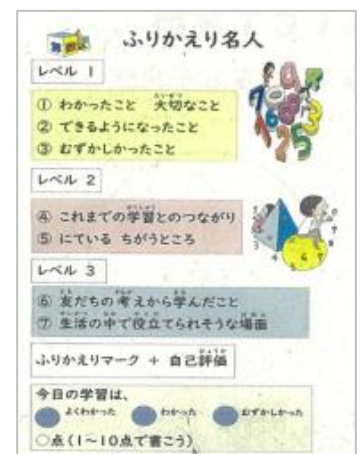 算数
ふりかえり名人
レベル 1
① わかったこと 大切なこと
② できるようになったこと
③ むずかしかったこと
レベル 2
④ これまでの学習とのつながり
⑤ にている ちがうところ
レベル 3
⑥ 友だちの考えから学んだこと
⑦ 生活の中で役立てられそうな場面
ふりかえりマーク + 自己評価
今日の学習は、
よくわかった わかった むずかしかった
○点(1~10点で書こう)